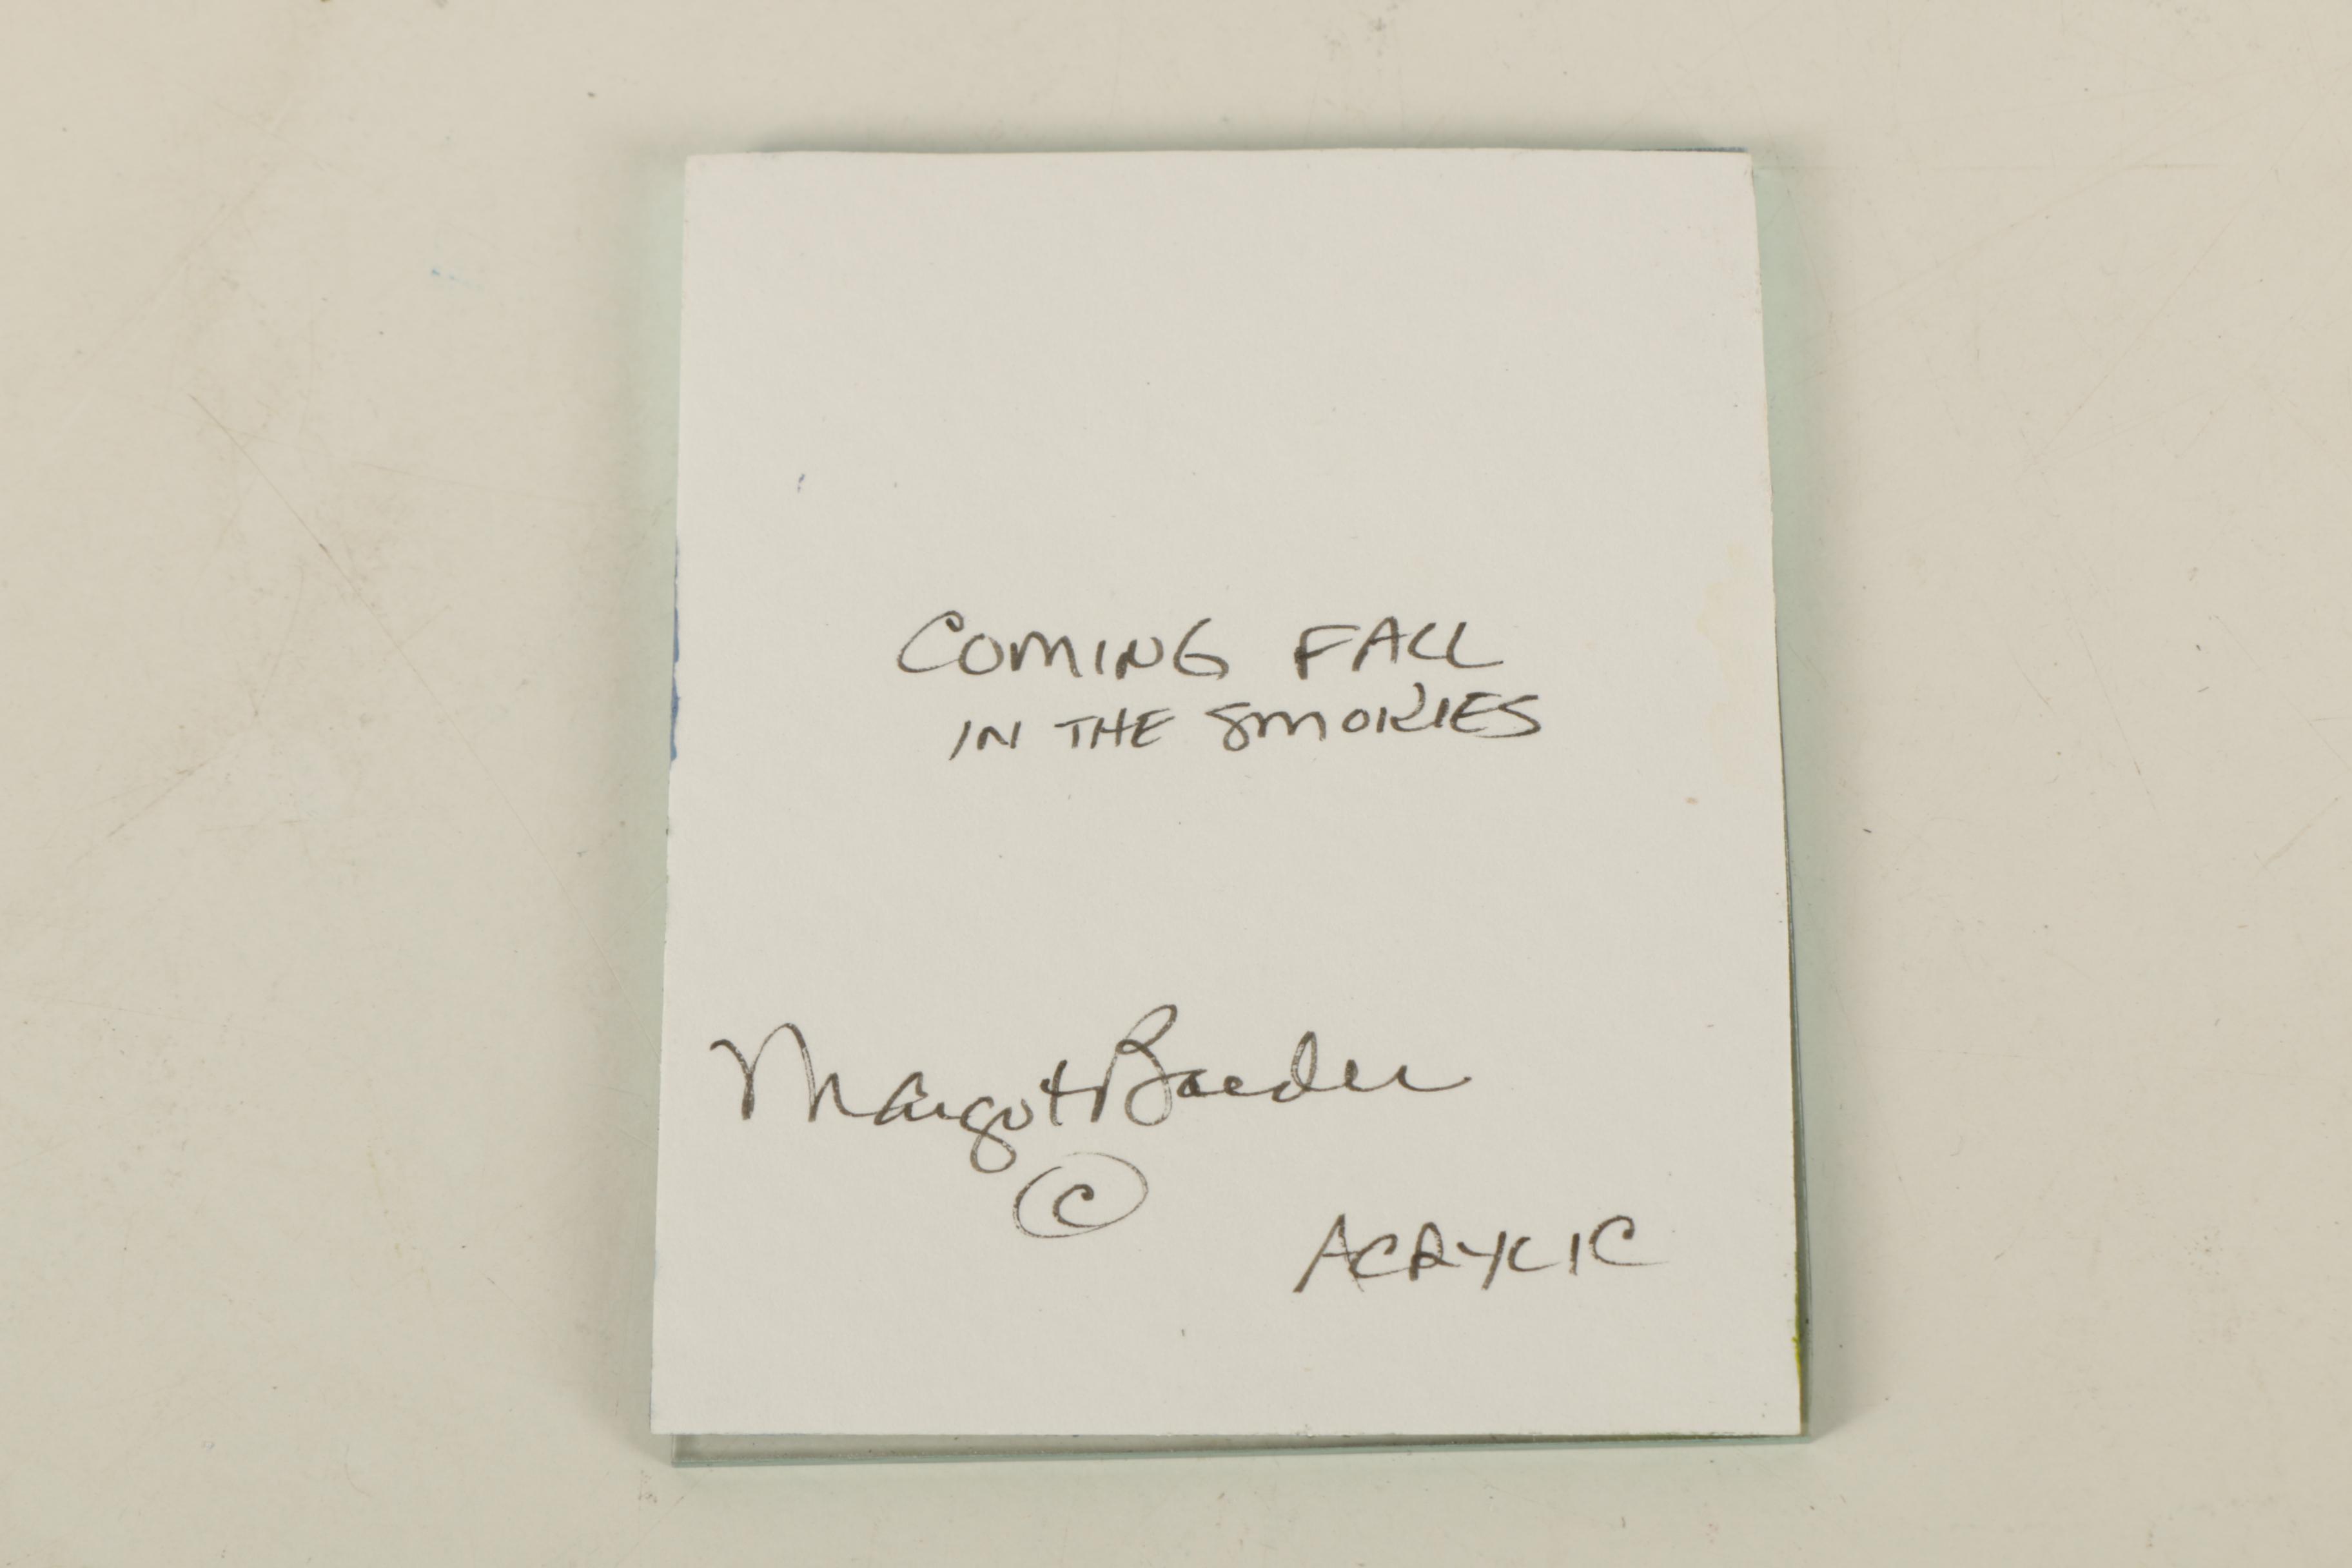 COMING FALL
IN THE SMOKIES
Margot Baeder
©
ACRYLIC